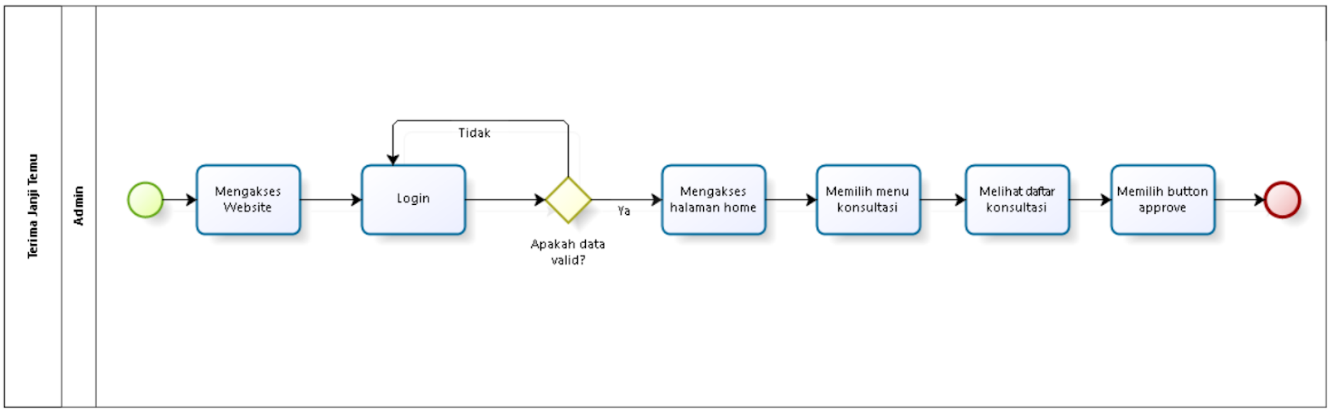 Terima Janji Temu
Admin
Mengakses
Website
Login
Tidak
Apakah data
valid?
Ya
Mengakses
halaman home
Memilih menu
konsultasi
Melihat daftar
konsultasi
Memilih button
approve